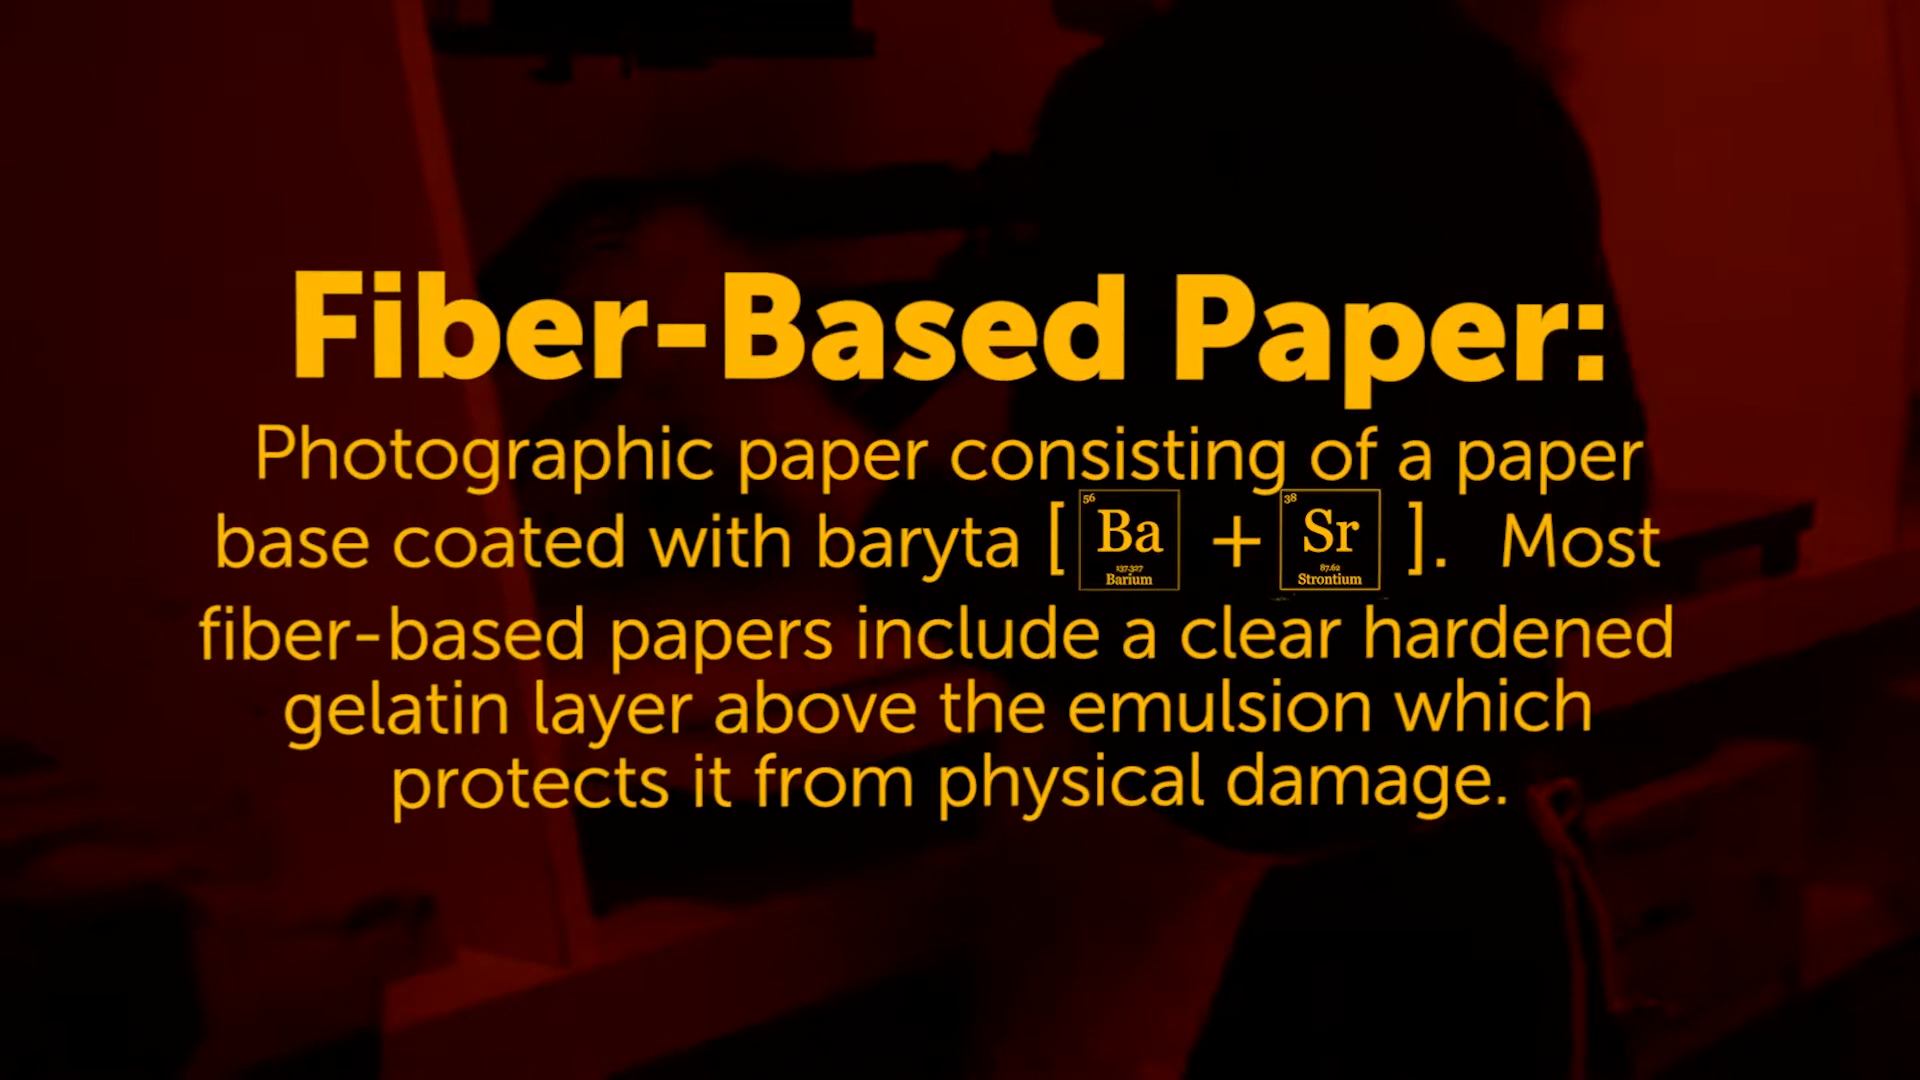 Fiber-Based Paper:
Photographic paper consisting of a paper
base coated with baryta [ 56 Ba 137.327 Barium + 38 Sr 87.62 Strontium ]. Most
fiber-based papers include a clear hardened
gelatin layer above the emulsion which
protects it from physical damage.